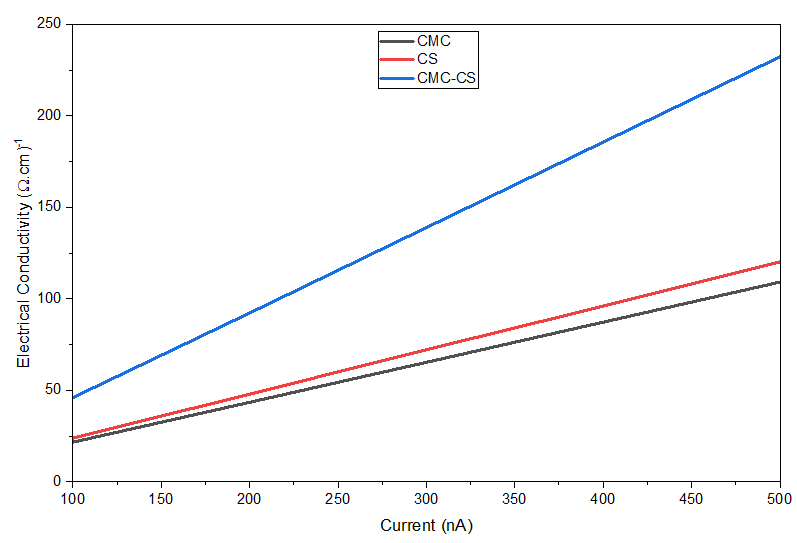 250
200
150
100
50
0
Electrical Conductivity (Ω.cm)⁻¹
CMC
CS
CMC-CS
100 150 200 250 300 350 400 450 500
Current (nA)